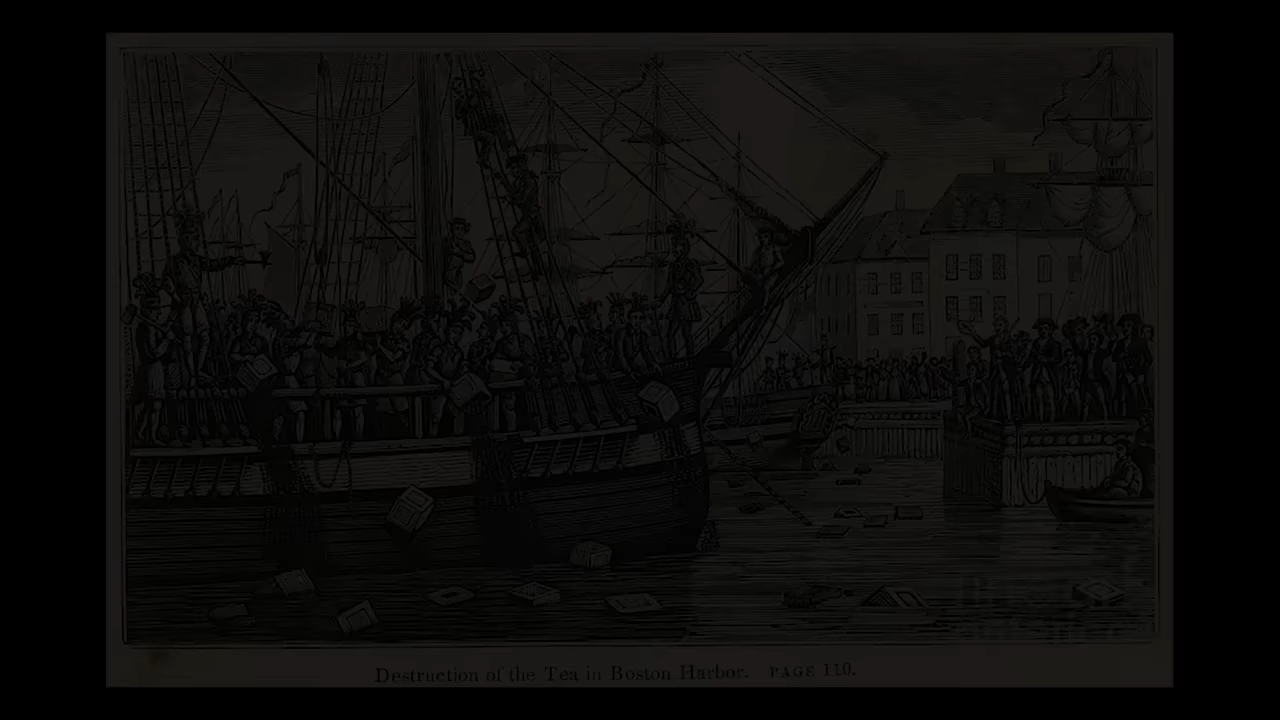 Destruction of the Tea in Boston Harbor. PAGE 110.